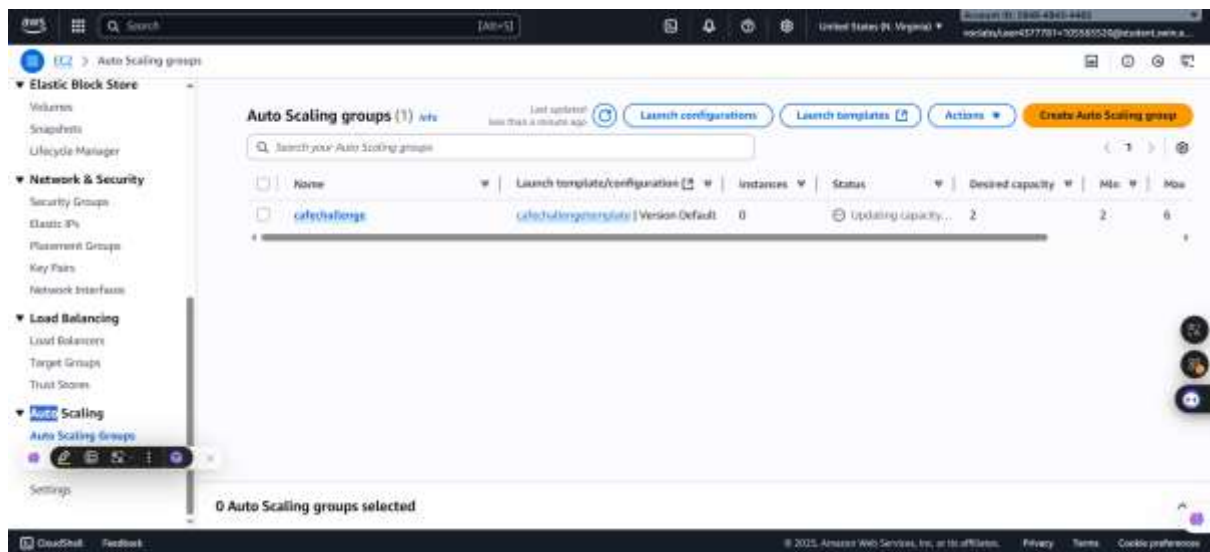 aws
Search
[Alt+S]
United States (N. Virginia)
EC2 > Auto Scaling groups
Elastic Block Store
Volumes
Snapshots
Lifecycle Manager
Network & Security
Security Groups
Elastic IPs
Placement Groups
Key Pairs
Network Interfaces
Load Balancing
Load Balancers
Target Groups
Trust Stores
Auto Scaling
Auto Scaling Groups
Settings
Auto Scaling groups (1) Info
Last updated
less than a minute ago
Launch configurations
Launch templates
Actions
Create Auto Scaling group
Search your Auto Scaling groups
1
Name Launch template/configuration Instances Status Desired capacity Min Max
cafechallenge cafechallengetemplate | Version Default 0 Updating capacity... 2 2 6
0 Auto Scaling groups selected
CloudShell Feedback
© 2025, Amazon Web Services, Inc. or its affiliates. Privacy Terms Cookie preferences